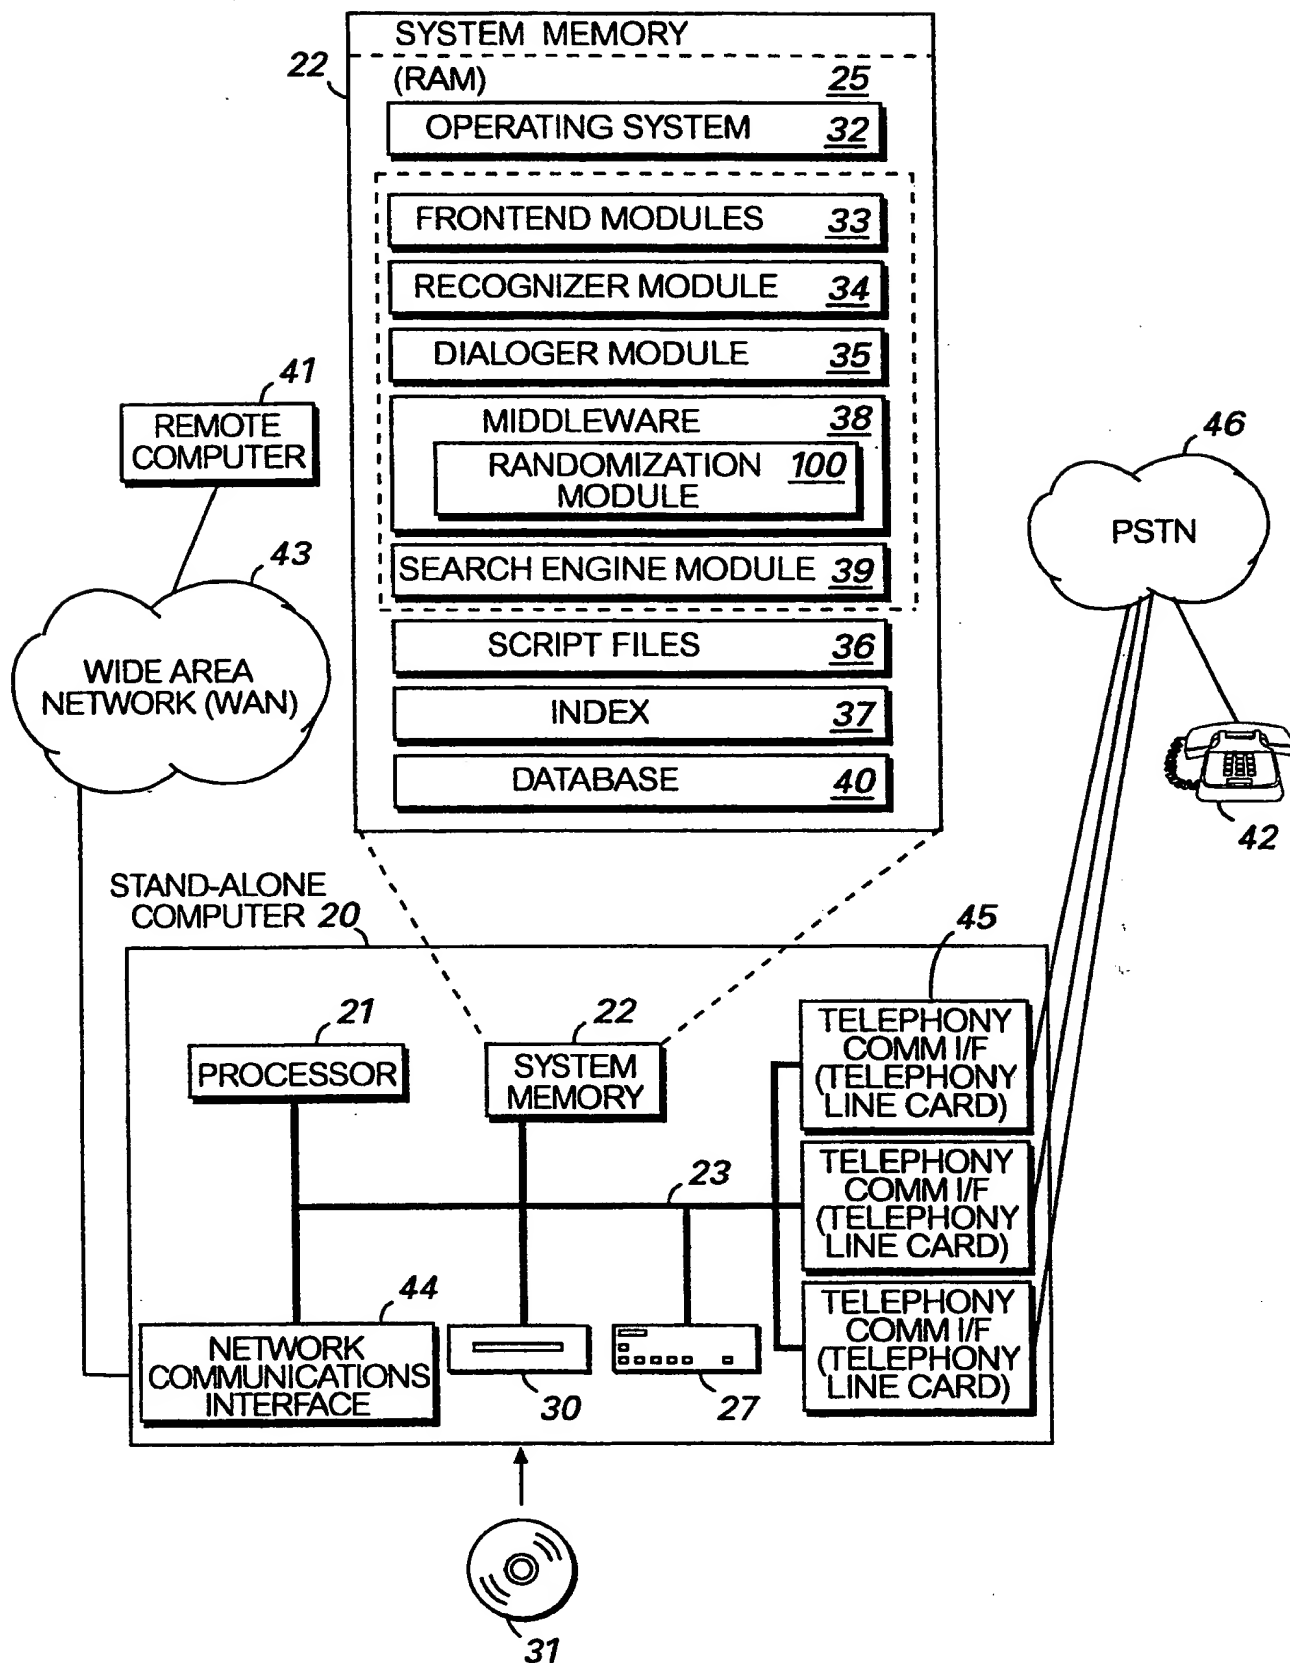 SYSTEM MEMORY
22
(RAM) 25
OPERATING SYSTEM 32
FRONTEND MODULES 33
RECOGNIZER MODULE 34
DIALOGER MODULE 35
MIDDLEWARE 38
RANDOMIZATION 100
MODULE
SEARCH ENGINE MODULE 39
SCRIPT FILES 36
INDEX 37
DATABASE 40
41
REMOTE
COMPUTER
43
WIDE AREA
NETWORK (WAN)
46
PSTN
42
STAND-ALONE
COMPUTER 20
21
PROCESSOR
22
SYSTEM
MEMORY
45
TELEPHONY
COMM I/F
(TELEPHONY
LINE CARD)
23
TELEPHONY
COMM I/F
(TELEPHONY
LINE CARD)
TELEPHONY
COMM I/F
(TELEPHONY
LINE CARD)
44
NETWORK
COMMUNICATIONS
INTERFACE
30
27
31